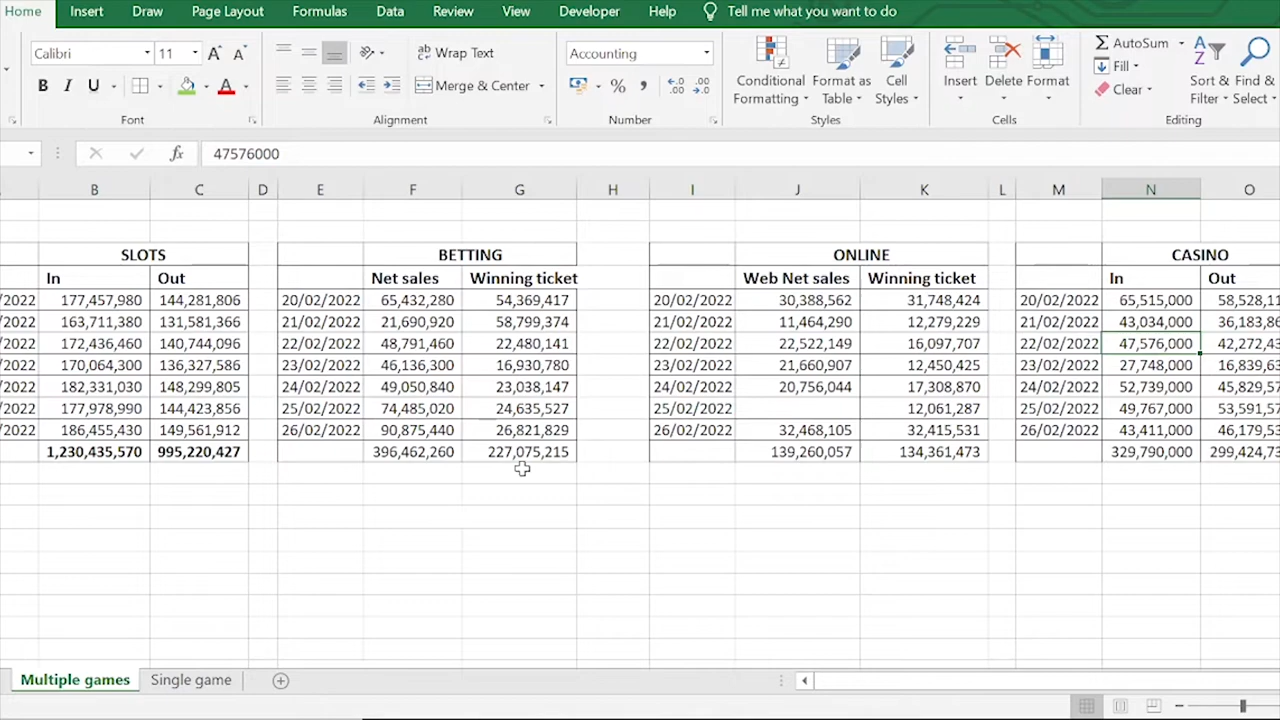 Home Insert Draw Page Layout Formulas Data Review View Developer Help Tell me what you want to do
Calibri 11 A A Wrap Text Accounting AutoSum
B I U A Merge & Center % Conditional Formatting Format as Table Cell Styles Insert Delete Format Fill Clear Sort & Filter Find & Select
Font Alignment Number Styles Cells Editing
fx 47576000
B C D E F G H I J K L M N O
SLOTS BETTING ONLINE CASINO
In Out Net sales Winning ticket Web Net sales Winning ticket In Out
/2022 177,457,980 144,281,806 20/02/2022 65,432,280 54,369,417 20/02/2022 30,388,562 31,748,424 20/02/2022 65,515,000 58,528,11
/2022 163,711,380 131,581,366 21/02/2022 21,690,920 58,799,374 21/02/2022 11,464,290 12,279,229 21/02/2022 43,034,000 36,183,86
/2022 172,436,460 140,744,096 22/02/2022 48,791,460 22,480,141 22/02/2022 22,522,149 16,097,707 22/02/2022 47,576,000 42,272,43
/2022 170,064,300 136,327,586 23/02/2022 46,136,300 16,930,780 23/02/2022 21,660,907 12,450,425 23/02/2022 27,748,000 16,839,63
/2022 182,331,030 148,299,805 24/02/2022 49,050,840 23,038,147 24/02/2022 20,756,044 17,308,870 24/02/2022 52,739,000 45,829,57
/2022 177,978,990 144,423,856 25/02/2022 74,485,020 24,635,527 25/02/2022 12,061,287 25/02/2022 49,767,000 53,591,57
/2022 186,455,430 149,561,912 26/02/2022 90,875,440 26,821,829 26/02/2022 32,468,105 32,415,531 26/02/2022 43,411,000 46,179,53
1,230,435,570 995,220,427 396,462,260 227,075,215 139,260,057 134,361,473 329,790,000 299,424,73
Multiple games Single game